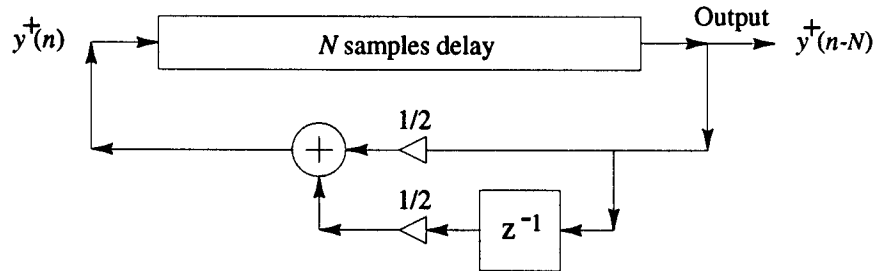 Output
y⁺(n)
N samples delay
y⁺(n-N)
1/2
+
1/2
z⁻¹